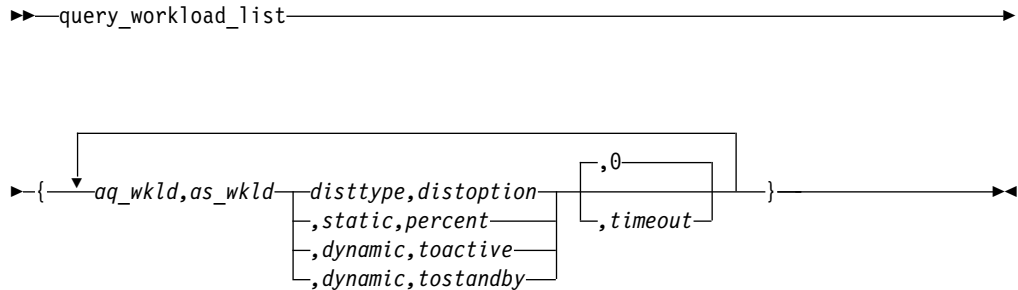 query_workload_list
,0
{ aq_wkld,as_wkld disttype,distoption }
,static,percent ,timeout
,dynamic,toactive
,dynamic,tostandby